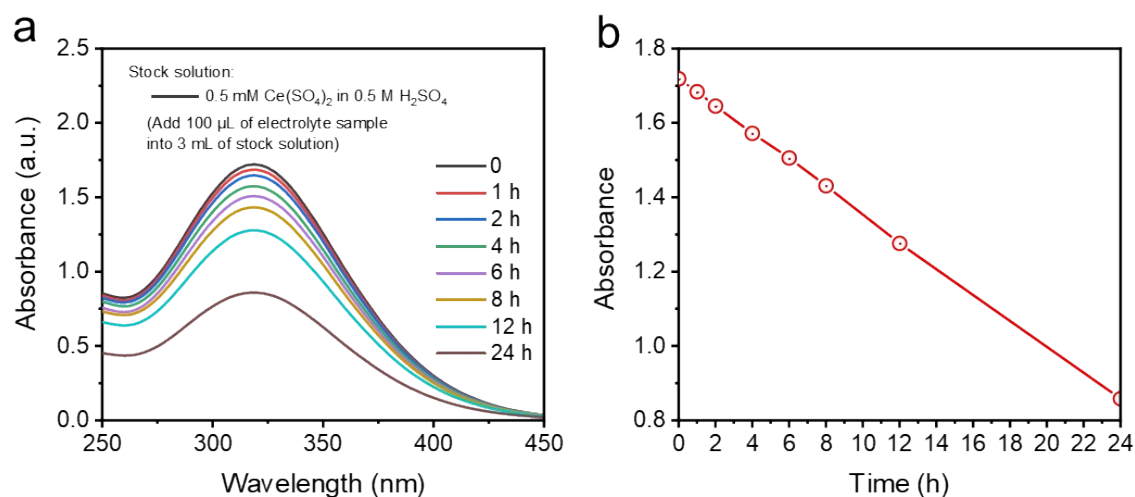 a
2.5
2.0
1.5
1.0
0.5
0.0
Absorbance (a.u.)
Stock solution:
0.5 mM Ce(SO₄)₂ in 0.5 M H₂SO₄
(Add 100 µL of electrolyte sample
into 3 mL of stock solution)
0
1 h
2 h
4 h
6 h
8 h
12 h
24 h
250 300 350 400 450
Wavelength (nm)
b
1.8
1.6
1.4
1.2
1.0
0.8
Absorbance
0 2 4 6 8 10 12 14 16 18 20 22 24
Time (h)